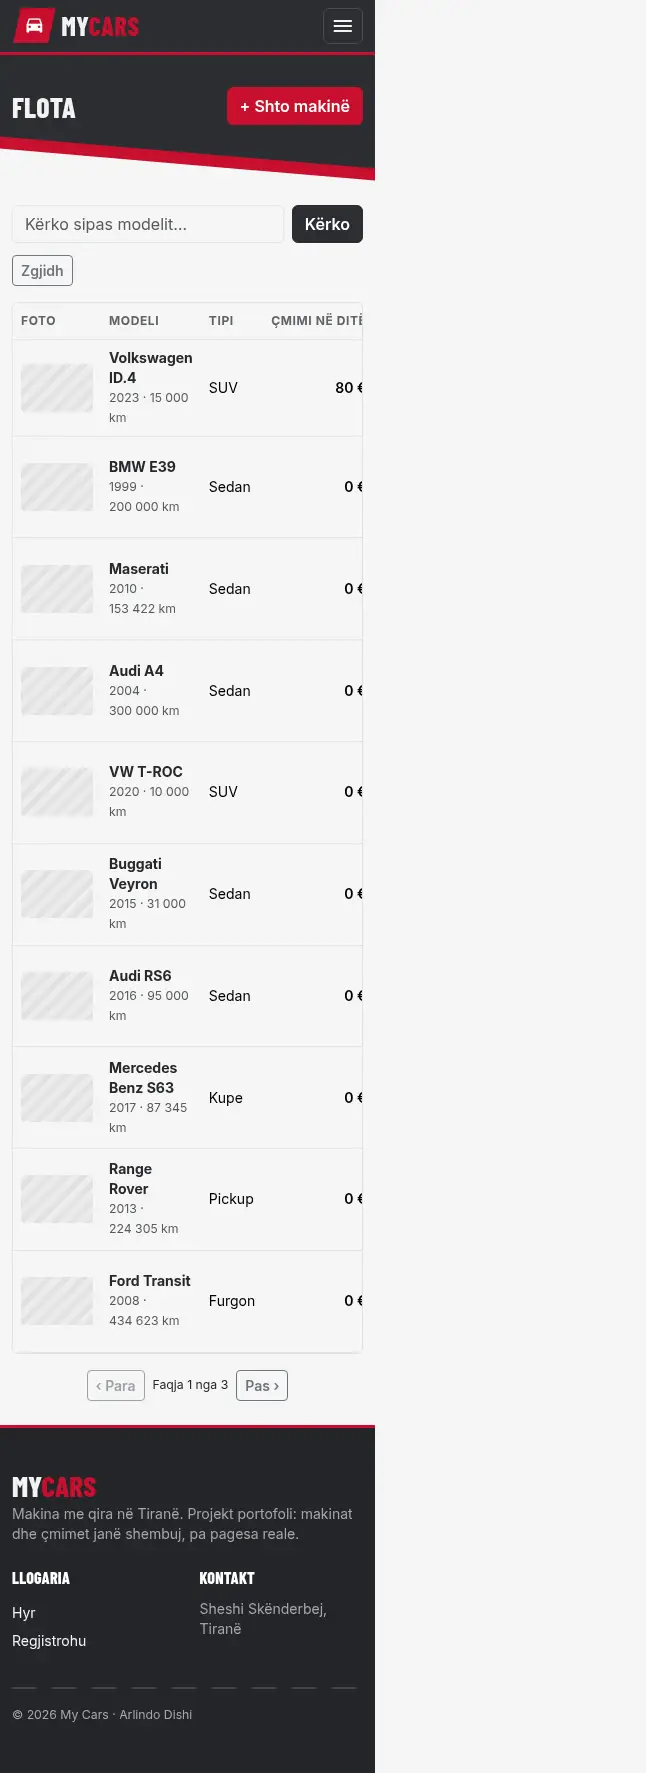 MYCARS
FLOTA
+ Shto makinë
Kërko sipas modelit...
Kërko
Zgjidh
FOTO MODELI TIPI ÇMIMI NË DITË
Volkswagen
ID.4
2023 · 15 000
km
SUV
80 €
BMW E39
1999 ·
200 000 km
Sedan
0 €
Maserati
2010 ·
153 422 km
Sedan
0 €
Audi A4
2004 ·
300 000 km
Sedan
0 €
VW T-ROC
2020 · 10 000
km
SUV
0 €
Buggati
Veyron
2015 · 31 000
km
Sedan
0 €
Audi RS6
2016 · 95 000
km
Sedan
0 €
Mercedes
Benz S63
2017 · 87 345
km
Kupe
0 €
Range
Rover
2013 ·
224 305 km
Pickup
0 €
Ford Transit
2008 ·
434 623 km
Furgon
0 €
‹ Para Faqja 1 nga 3 Pas ›
MYCARS
Makina me qira në Tiranë. Projekt portofoli: makinat
dhe çmimet janë shembuj, pa pagesa reale.
LLOGARIA
Hyr
Regjistrohu
KONTAKT
Sheshi Skënderbej,
Tiranë
© 2026 My Cars · Arlindo Dishi